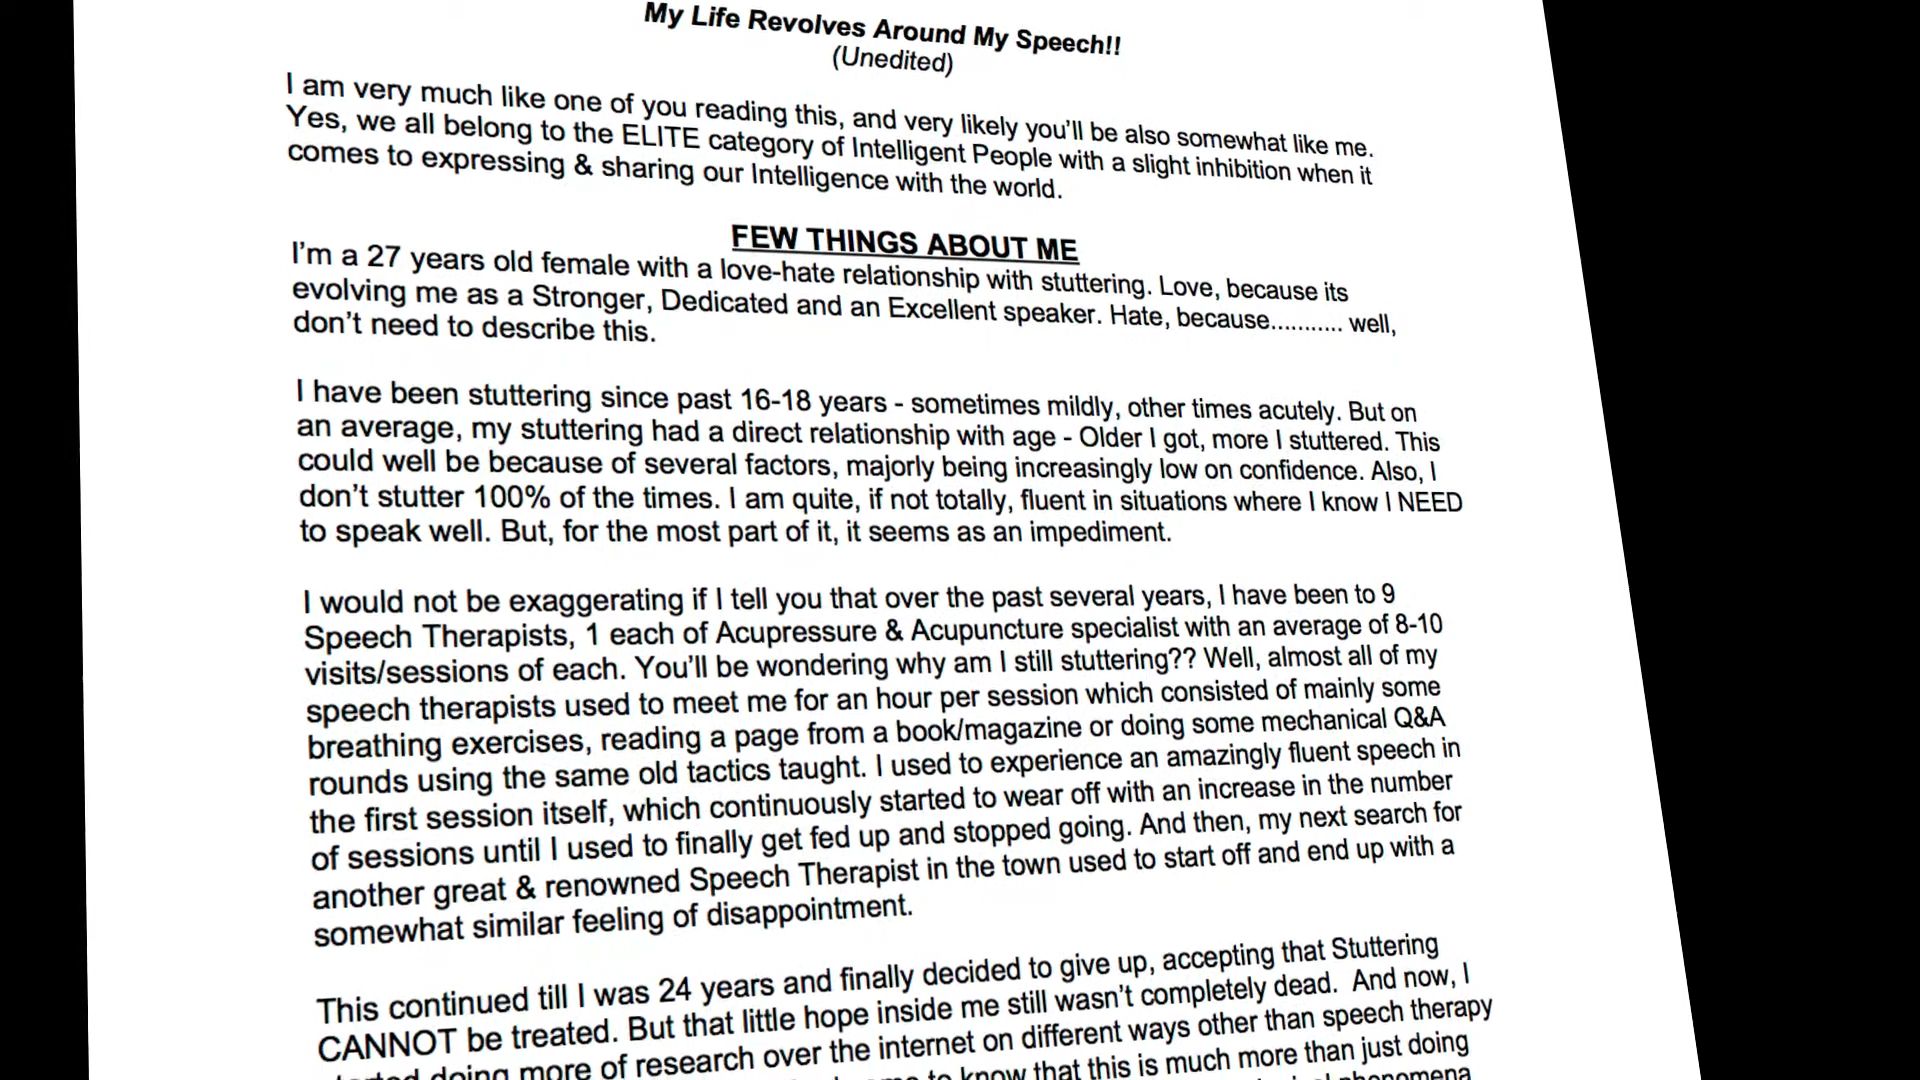 My Life Revolves Around My Speech!!
(Unedited)
I am very much like one of you reading this, and very likely you'll be also somewhat like me.
Yes, we all belong to the ELITE category of Intelligent People with a slight inhibition when it
comes to expressing & sharing our Intelligence with the world.
FEW THINGS ABOUT ME
I'm a 27 years old female with a love-hate relationship with stuttering. Love, because its
evolving me as a Stronger, Dedicated and an Excellent speaker. Hate, because........... well,
don't need to describe this.
I have been stuttering since past 16-18 years - sometimes mildly, other times acutely. But on
an average, my stuttering had a direct relationship with age - Older I got, more I stuttered. This
could well be because of several factors, majorly being increasingly low on confidence. Also, I
don't stutter 100% of the times. I am quite, if not totally, fluent in situations where I know I NEED
to speak well. But, for the most part of it, it seems as an impediment.
I would not be exaggerating if I tell you that over the past several years, I have been to 9
Speech Therapists, 1 each of Acupressure & Acupuncture specialist with an average of 8-10
visits/sessions of each. You'll be wondering why am I still stuttering?? Well, almost all of my
speech therapists used to meet me for an hour per session which consisted of mainly some
breathing exercises, reading a page from a book/magazine or doing some mechanical Q&A
rounds using the same old tactics taught. I used to experience an amazingly fluent speech in
the first session itself, which continuously started to wear off with an increase in the number
of sessions until I used to finally get fed up and stopped going. And then, my next search for
another great & renowned Speech Therapist in the town used to start off and end up with a
somewhat similar feeling of disappointment.
This continued till I was 24 years and finally decided to give up, accepting that Stuttering
CANNOT be treated. But that little hope inside me still wasn't completely dead. And now, I
started doing more of research over the internet on different ways other than speech therapy
to know that this is much more than just doing
phenomena